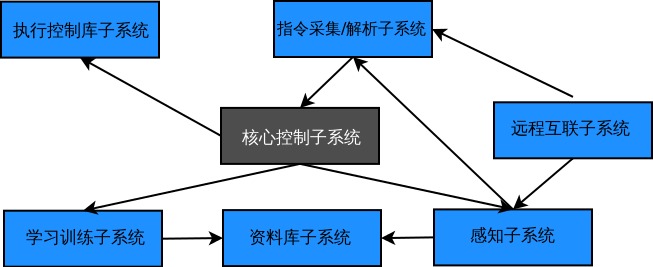 执行控制库子系统
指令采集/解析子系统
远程互联子系统
核心控制子系统
学习训练子系统
资料库子系统
感知子系统